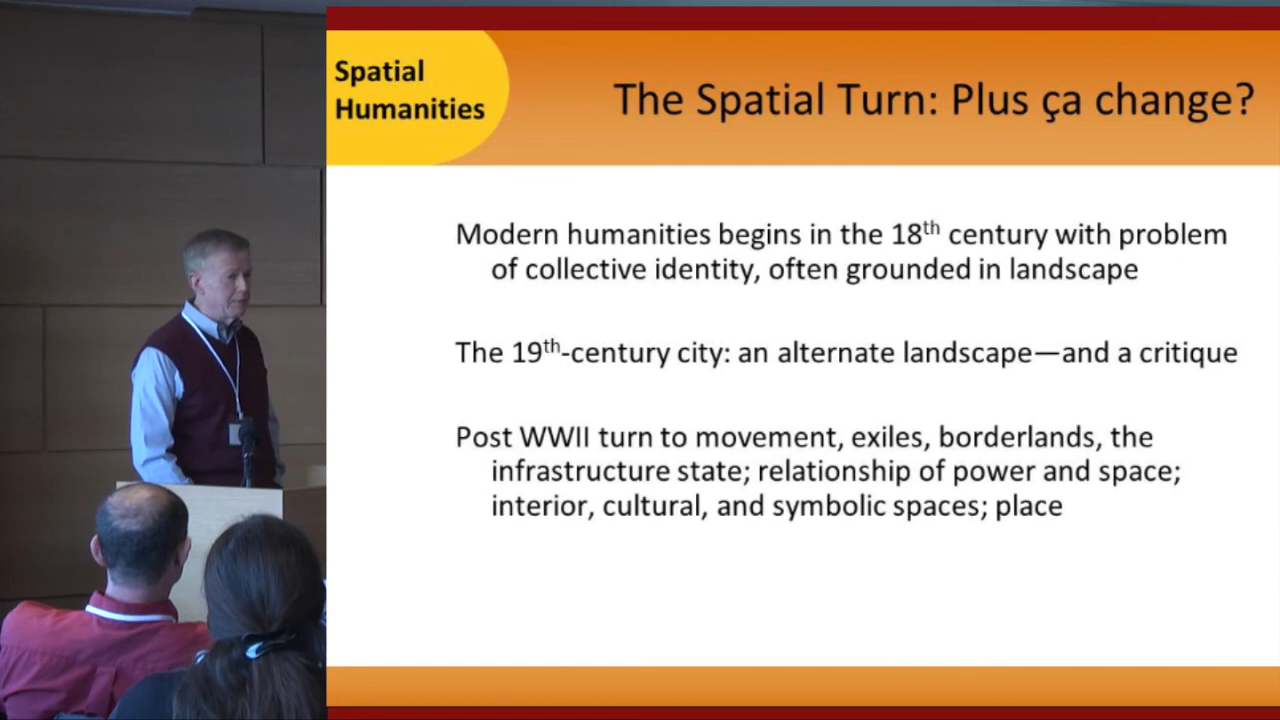 Spatial
Humanities
The Spatial Turn: Plus ça change?
Modern humanities begins in the 18th century with problem
of collective identity, often grounded in landscape
The 19th-century city: an alternate landscape—and a critique
Post WWII turn to movement, exiles, borderlands, the
infrastructure state; relationship of power and space;
interior, cultural, and symbolic spaces; place